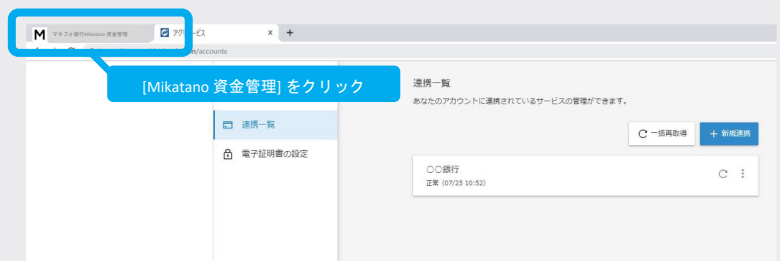 M マネフォ銀行Mikatano 資金管理
アグリ
ービス × +
/accounts
[Mikatano 資金管理] をクリック
連携一覧
あなたのアカウントに連携されているサービスの管理ができます。
連携一覧
一括再取得 + 新規連携
電子証明書の設定
〇〇銀行
正常 (07/25 10:52)